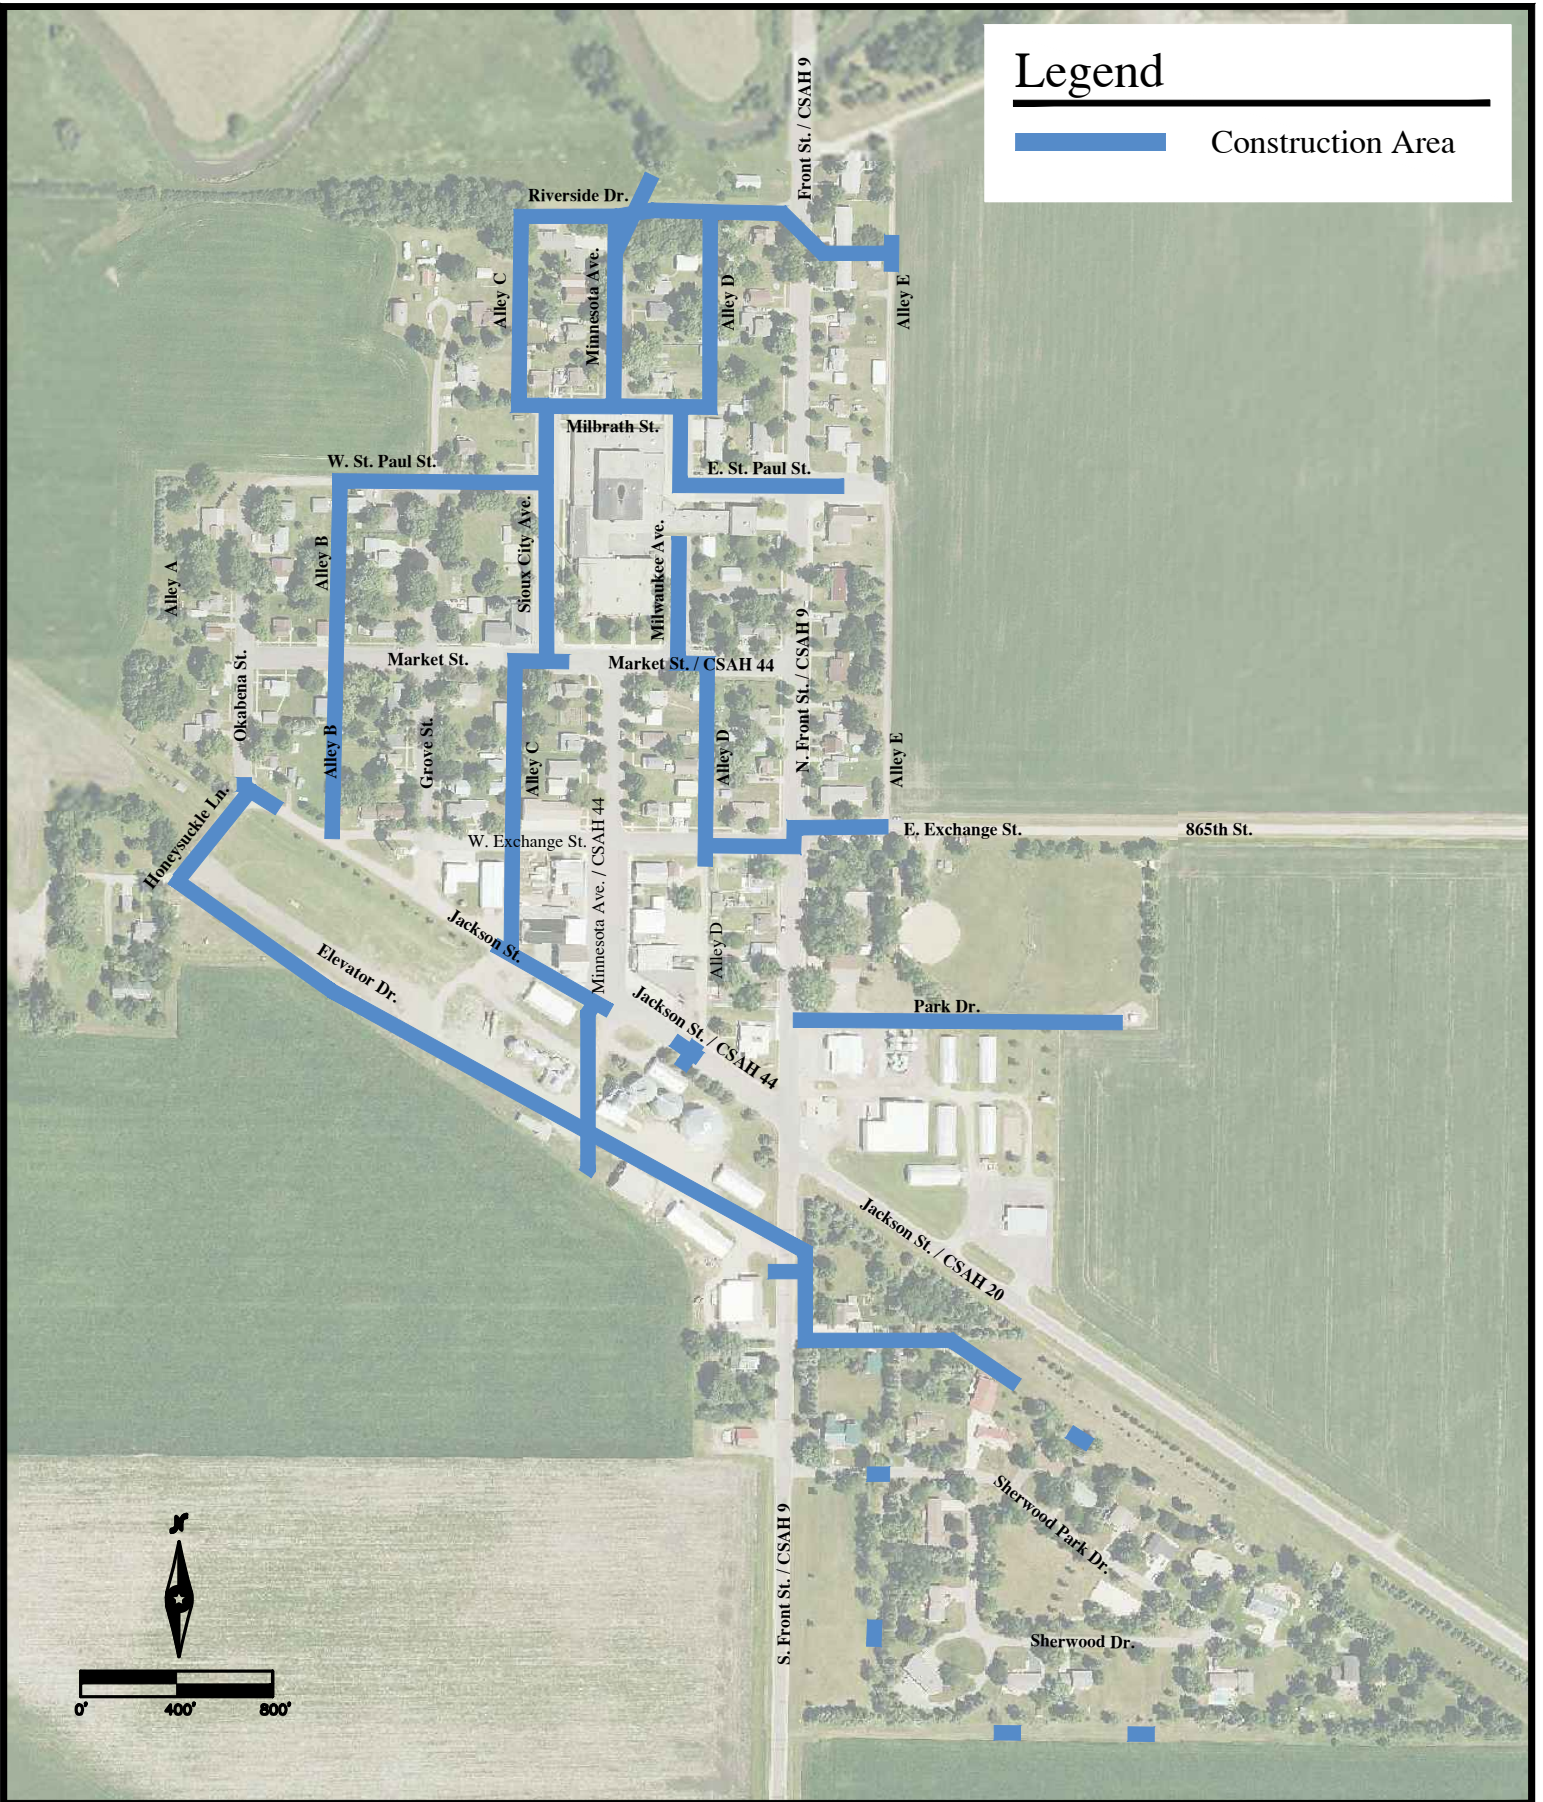 Legend
Construction Area
Front St. / CSAH 9
Riverside Dr.
Alley C
Minnesota Ave.
Alley D
Alley E
Milbrath St.
W. St. Paul St.
E. St. Paul St.
Alley A
Alley B
Sioux City Ave.
Milwaukee Ave.
N. Front St. / CSAH 9
Market St.
Market St. / CSAH 44
Okabena St.
Alley B
Grove St.
Alley C
Alley D
Alley E
Honeysuckle Ln.
W. Exchange St.
Minnesota Ave. / CSAH 44
E. Exchange St.
865th St.
Jackson St.
Alley D
Elevator Dr.
Jackson St. / CSAH 44
Park Dr.
Jackson St. / CSAH 20
Sherwood Park Dr.
S. Front St. / CSAH 9
Sherwood Dr.
N
0' 400' 800'